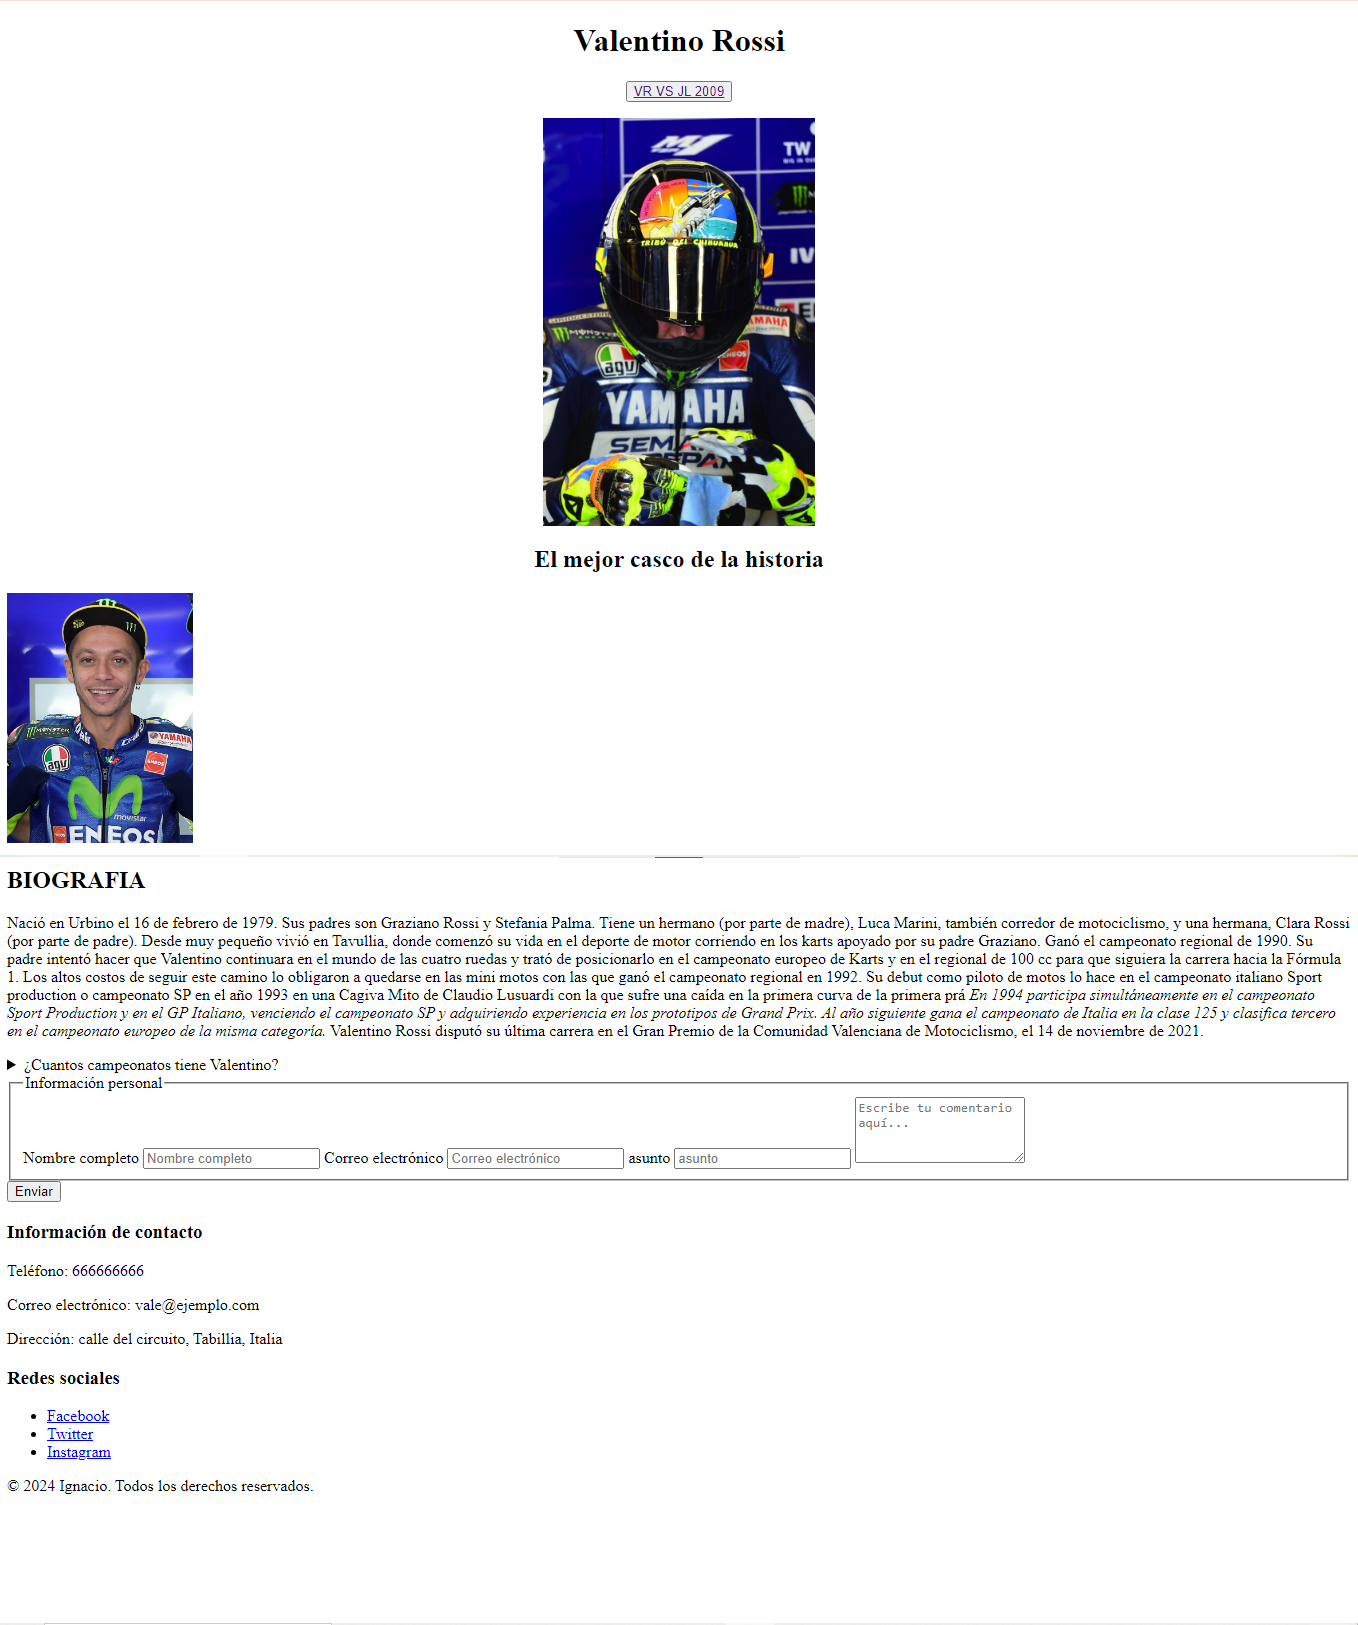 Valentino Rossi
VR VS JL 2009
TW
IV
TRIBÙ DEI CHIHUAHUA
MONSTER
YAMAHA
agv
ENEOS
YAMAHA
El mejor casco de la historia
MONSTER
YAMAHA
agv
ENEOS
movistar
ENEOS
BIOGRAFIA
Nació en Urbino el 16 de febrero de 1979. Sus padres son Graziano Rossi y Stefania Palma. Tiene un hermano (por parte de madre), Luca Marini, también corredor de motociclismo, y una hermana, Clara Rossi
(por parte de padre). Desde muy pequeño vivió en Tavullia, donde comenzó su vida en el deporte de motor corriendo en los karts apoyado por su padre Graziano. Ganó el campeonato regional de 1990. Su
padre intentó hacer que Valentino continuara en el mundo de las cuatro ruedas y trató de posicionarlo en el campeonato europeo de Karts y en el regional de 100 cc para que siguiera la carrera hacia la Fórmula
1. Los altos costos de seguir este camino lo obligaron a quedarse en las mini motos con las que ganó el campeonato regional en 1992. Su debut como piloto de motos lo hace en el campeonato italiano Sport
production o campeonato SP en el año 1993 en una Cagiva Mito de Claudio Lusuardi con la que sufre una caída en la primera curva de la primera prá En 1994 participa simultáneamente en el campeonato
Sport Production y en el GP Italiano, venciendo el campeonato SP y adquiriendo experiencia en los prototipos de Grand Prix. Al año siguiente gana el campeonato de Italia en la clase 125 y clasifica tercero
en el campeonato europeo de la misma categoría. Valentino Rossi disputó su última carrera en el Gran Premio de la Comunidad Valenciana de Motociclismo, el 14 de noviembre de 2021.
¿Cuantos campeonatos tiene Valentino?
Información personal
Escribe tu comentario
aquí...
Nombre completo Nombre completo Correo electrónico Correo electrónico asunto asunto
Enviar
Información de contacto
Teléfono: 666666666
Correo electrónico: vale@ejemplo.com
Dirección: calle del circuito, Tabillia, Italia
Redes sociales
Facebook
Twitter
Instagram
© 2024 Ignacio. Todos los derechos reservados.